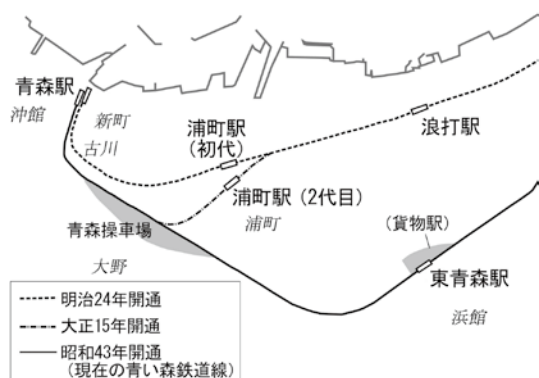 青森駅
沖館
新町
古川
浦町駅
(初代)
浪打駅
浦町駅 (2代目)
浦町
青森操車場
大野
(貨物駅)
東青森駅
浜館
明治24年開通
大正15年開通
昭和43年開通
(現在の青い森鉄道線)